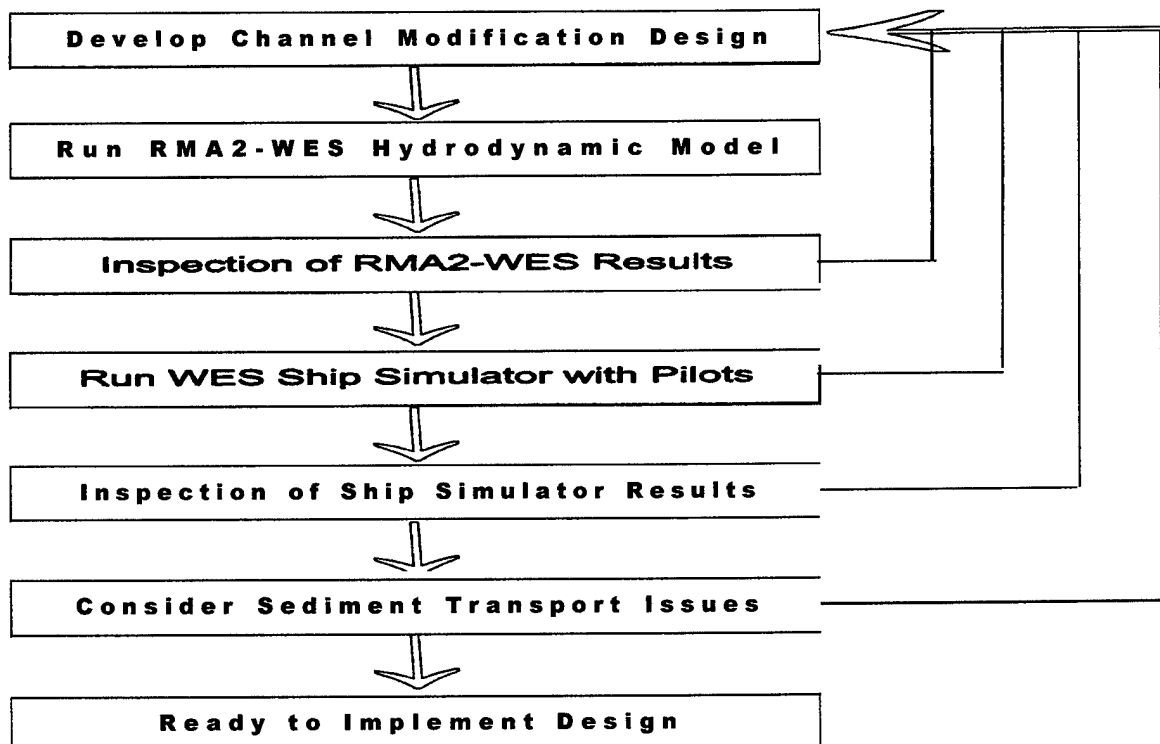 Develop Channel Modification Design
Run RMA2-WES Hydrodynamic Model
Inspection of RMA2-WES Results
Run WES Ship Simulator with Pilots
Inspection of Ship Simulator Results
Consider Sediment Transport Issues
Ready to Implement Design